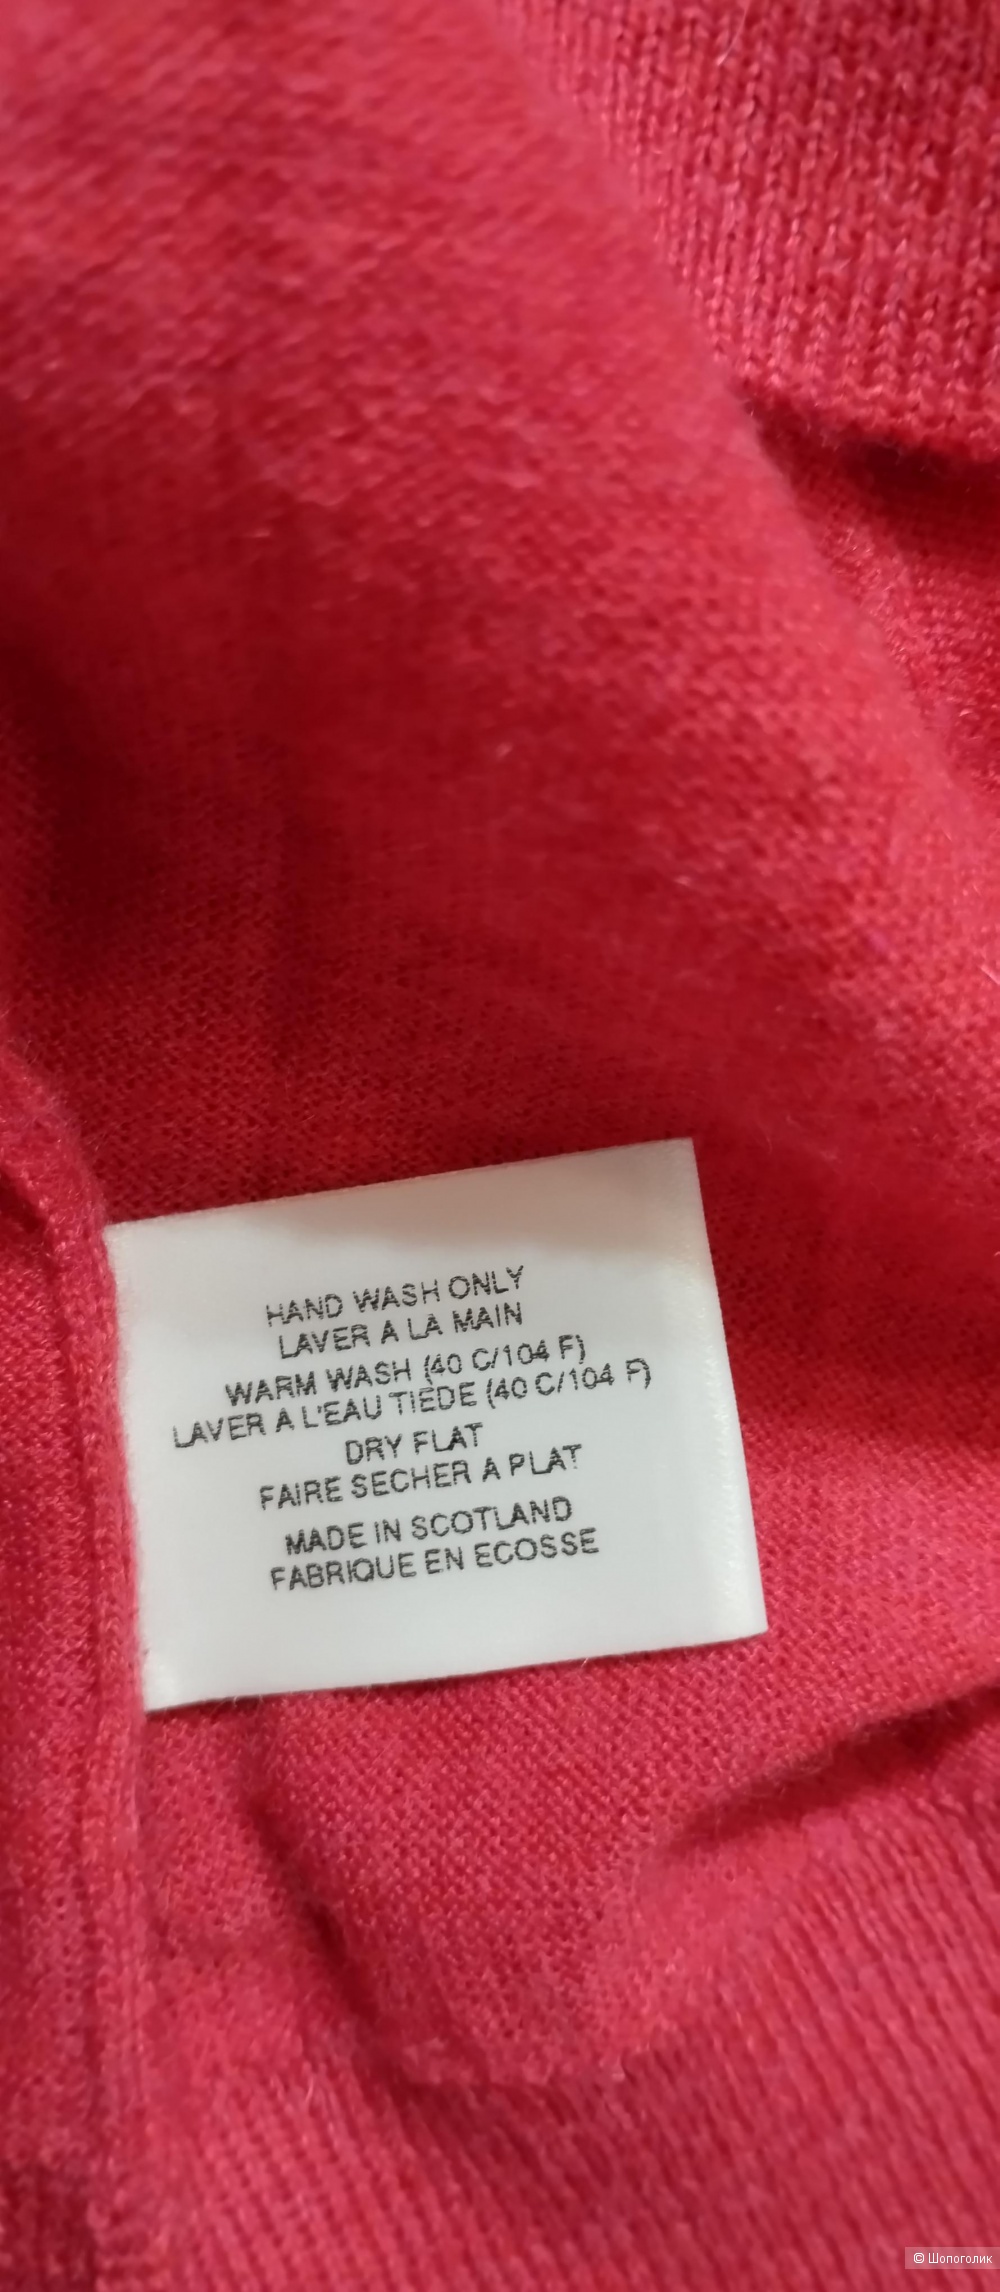 HAND WASH ONLY
LAVER A LA MAIN
WARM WASH (40 C/104 F)
LAVER A L'EAU TIÈDE (40 C/104 F)
DRY FLAT
FAIRE SECHER A PLAT
MADE IN SCOTLAND
FABRIQUE EN ECOSSE
© Шопоголик